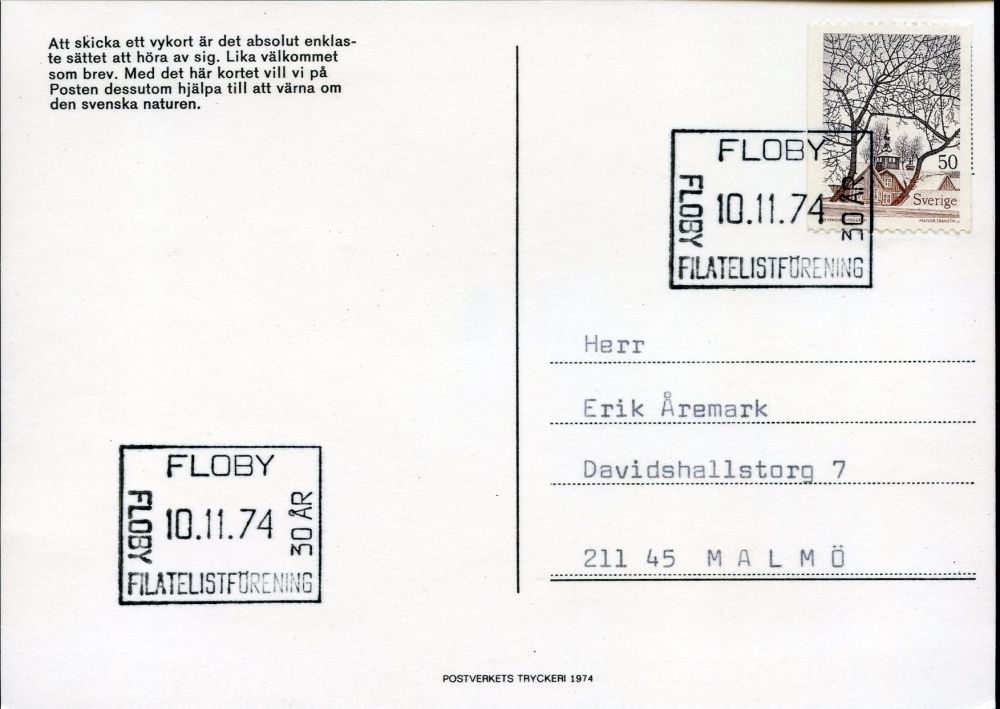 Att skicka ett vykort är det absolut enklas-
te sättet att höra av sig. Lika välkommet
som brev. Med det här kortet vill vi på
Posten dessutom hjälpa till att värna om
den svenska naturen.
50
Sverige
FLOBY
FLOBY
10.11.74
30 ÅR
FILATELISTFÖRENING
Herr
Erik Åremark
Davidshallstorg 7
211 45 MALMÖ
FLOBY
FLOBY
10.11.74
30 ÅR
FILATELISTFÖRENING
POSTVERKETS TRYCKERI 1974